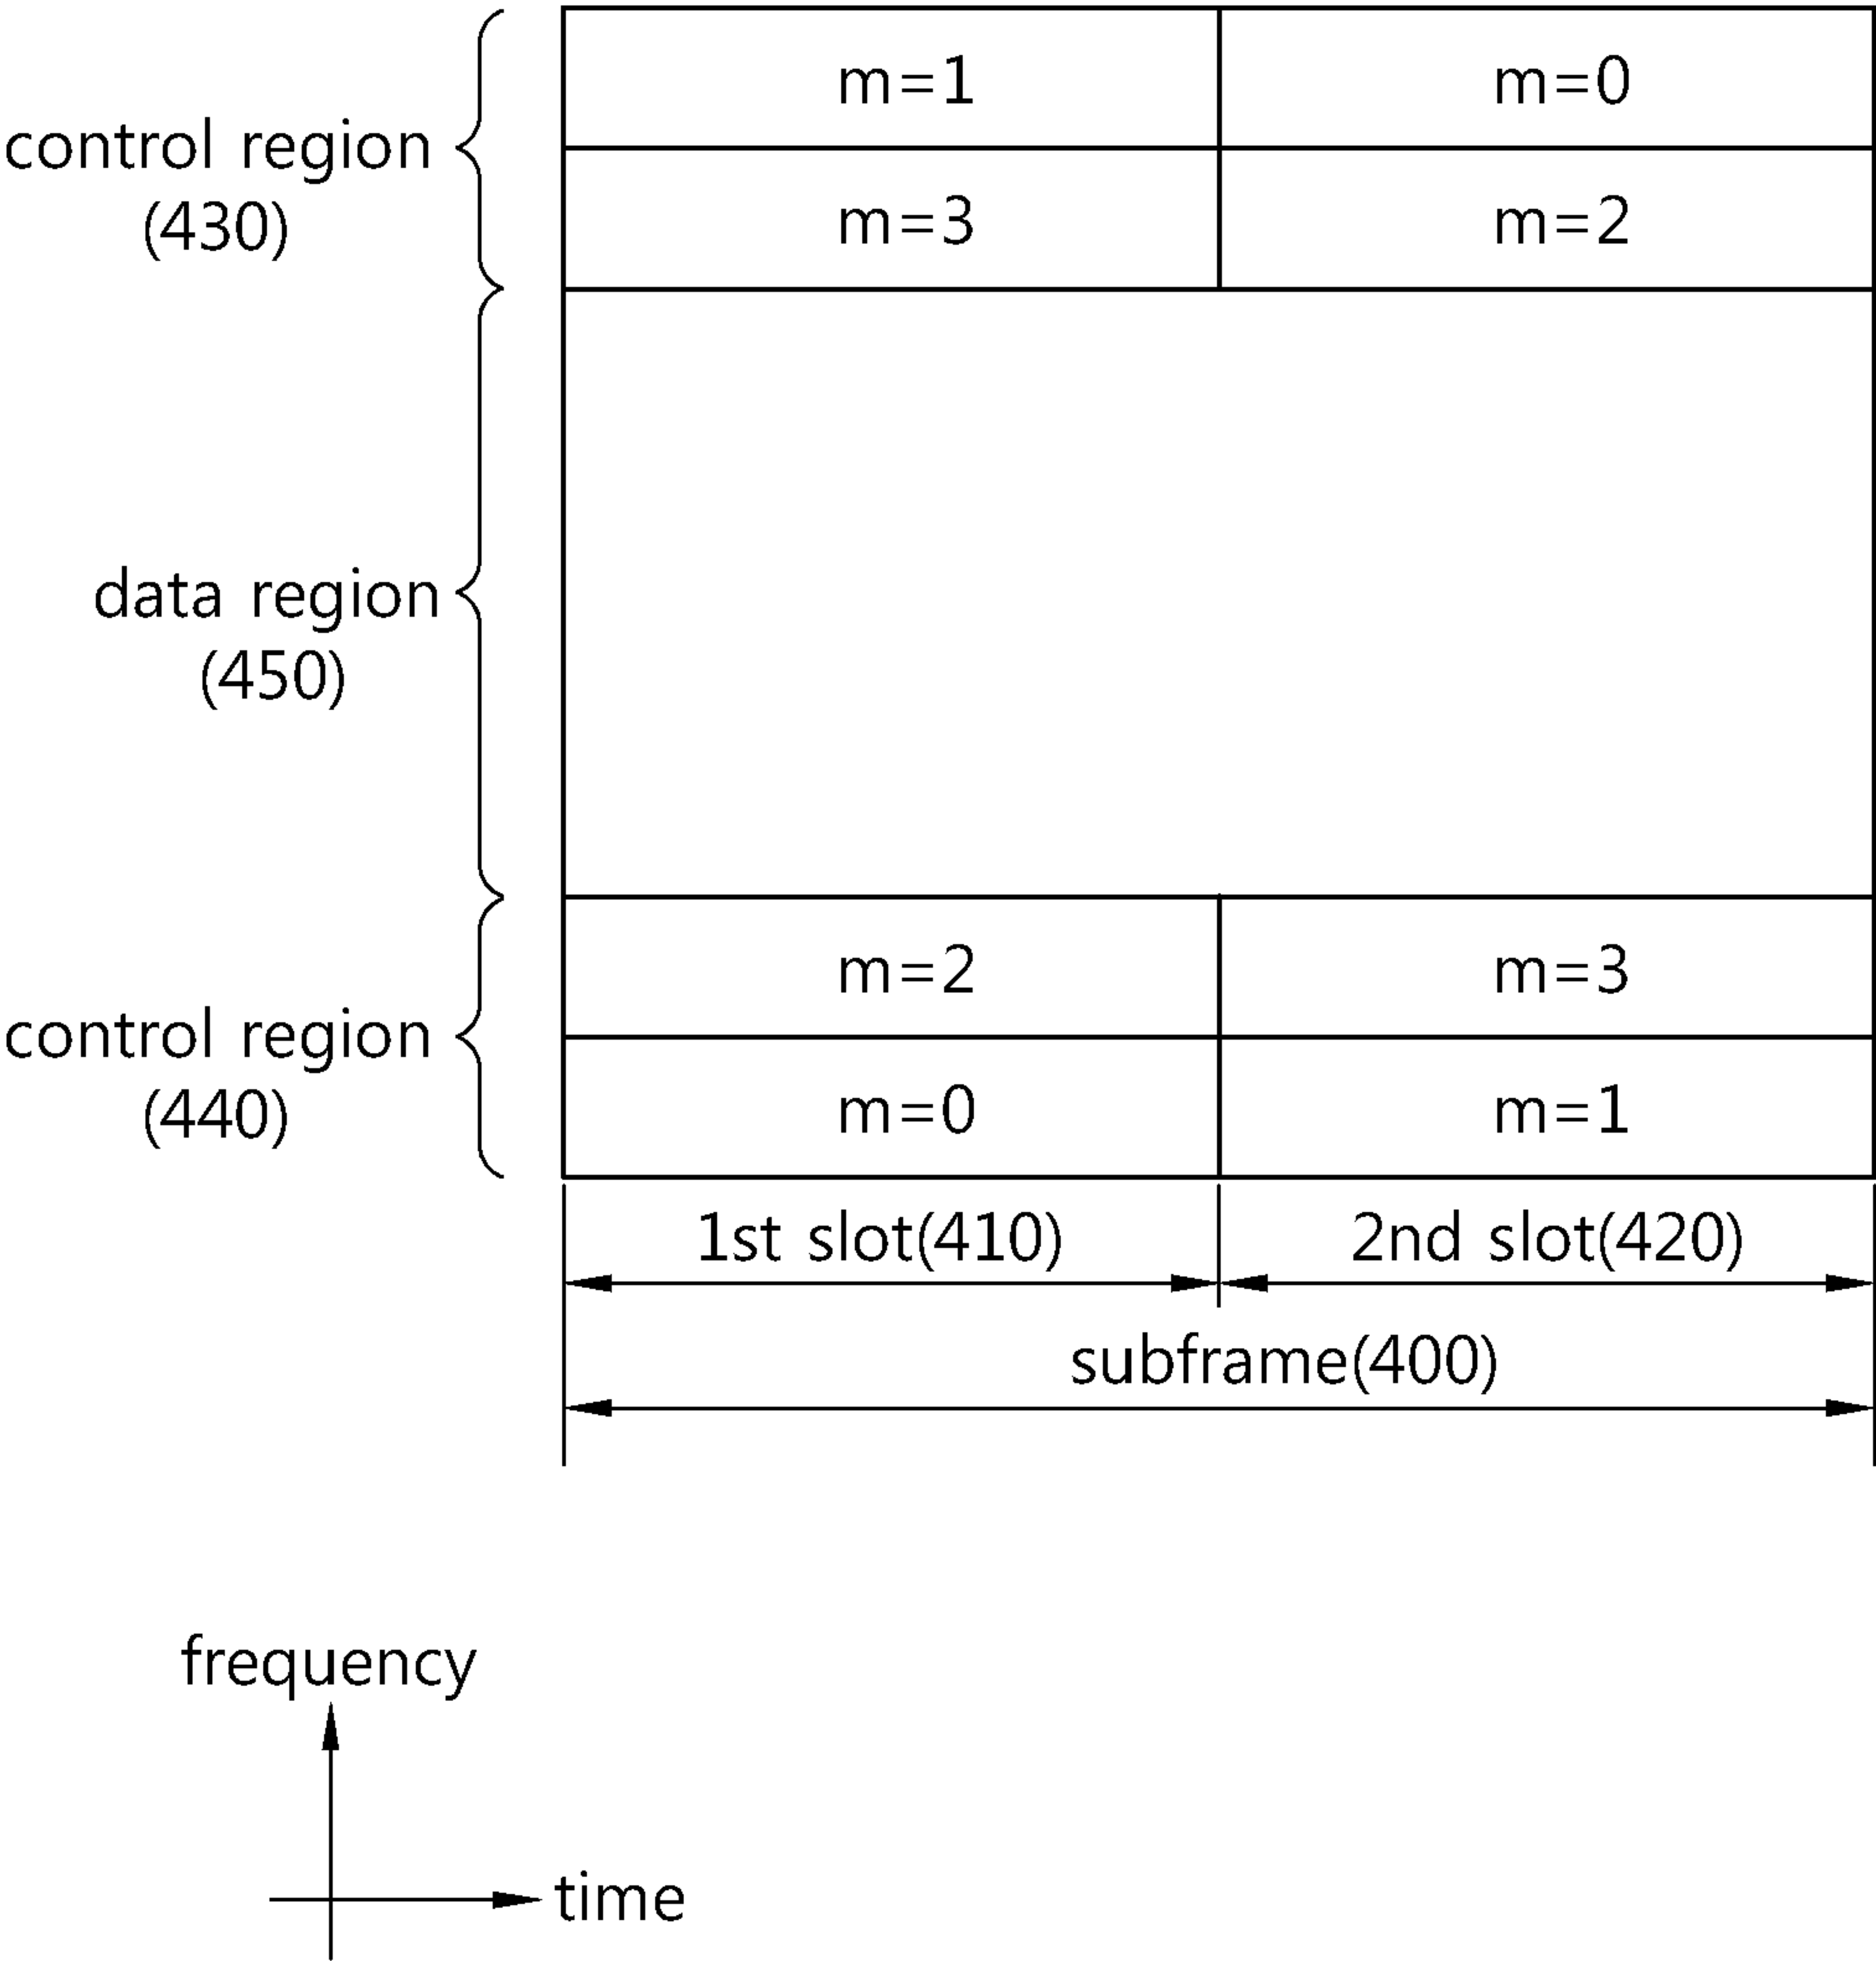 m=1 m=0
control region
(430)
m=3 m=2
data region
(450)
m=2 m=3
control region
(440)
m=0 m=1
1st slot(410) 2nd slot(420)
subframe(400)
frequency
time